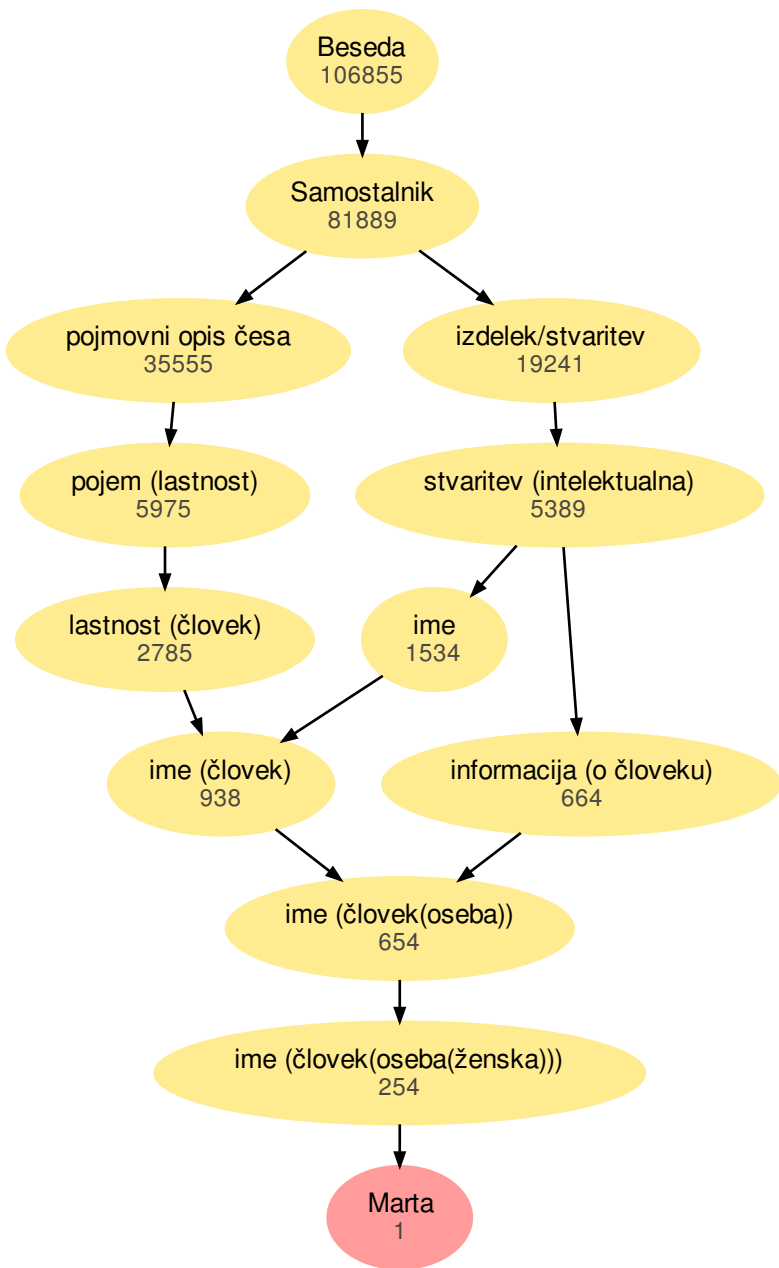 Beseda
106855
Samostalnik
81889
pojmovni opis česa
35555
izdelek/stvaritev
19241
pojem (lastnost)
5975
stvaritev (intelektualna)
5389
lastnost (človek)
2785
ime
1534
ime (človek)
938
informacija (o človeku)
664
ime (človek(oseba))
654
ime (človek(oseba(ženska)))
254
Marta
1